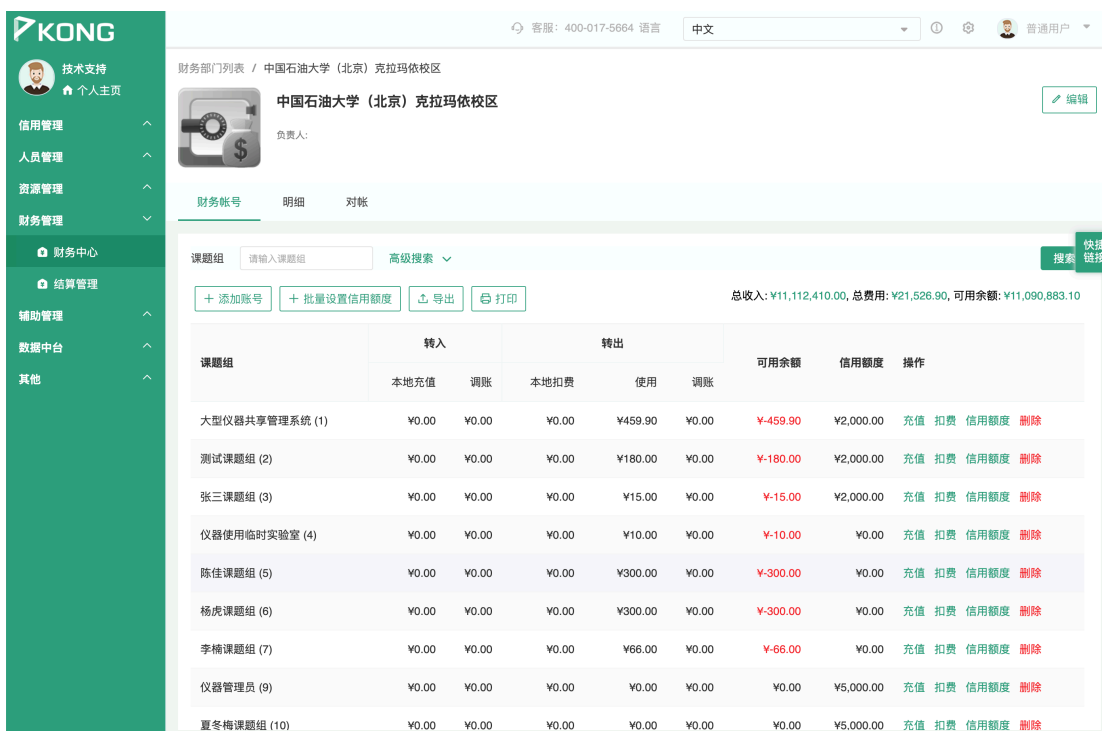 PKONG
客服：400-017-5664 语言
中文
普通用户
技术支持
个人主页
信用管理
人员管理
资源管理
财务管理
财务中心
结算管理
辅助管理
数据中台
其他
财务部门列表 / 中国石油大学（北京）克拉玛依校区
中国石油大学（北京）克拉玛依校区
负责人:
编辑
财务帐号 明细 对帐
快捷
链接
课题组 请输入课题组 高级搜索 搜索
添加账号 批量设置信用额度 导出 打印
总收入: ¥11,112,410.00, 总费用: ¥21,526.90, 可用余额: ¥11,090,883.10
课题组 转入 转出 可用余额 信用额度 操作
本地充值 调账 本地扣费 使用 调账
大型仪器共享管理系统 (1) ¥0.00 ¥0.00 ¥0.00 ¥459.90 ¥0.00 ¥-459.90 ¥2,000.00 充值 扣费 信用额度 删除
测试课题组 (2) ¥0.00 ¥0.00 ¥0.00 ¥180.00 ¥0.00 ¥-180.00 ¥2,000.00 充值 扣费 信用额度 删除
张三课题组 (3) ¥0.00 ¥0.00 ¥0.00 ¥15.00 ¥0.00 ¥-15.00 ¥2,000.00 充值 扣费 信用额度 删除
仪器使用临时实验室 (4) ¥0.00 ¥0.00 ¥0.00 ¥10.00 ¥0.00 ¥-10.00 ¥0.00 充值 扣费 信用额度 删除
陈佳课题组 (5) ¥0.00 ¥0.00 ¥0.00 ¥300.00 ¥0.00 ¥-300.00 ¥0.00 充值 扣费 信用额度 删除
杨虎课题组 (6) ¥0.00 ¥0.00 ¥0.00 ¥300.00 ¥0.00 ¥-300.00 ¥0.00 充值 扣费 信用额度 删除
李楠课题组 (7) ¥0.00 ¥0.00 ¥0.00 ¥66.00 ¥0.00 ¥-66.00 ¥0.00 充值 扣费 信用额度 删除
仪器管理员 (9) ¥0.00 ¥0.00 ¥0.00 ¥0.00 ¥0.00 ¥0.00 ¥5,000.00 充值 扣费 信用额度 删除
夏冬梅课题组 (10) ¥0.00 ¥0.00 ¥0.00 ¥0.00 ¥0.00 ¥0.00 ¥5,000.00 充值 扣费 信用额度 删除